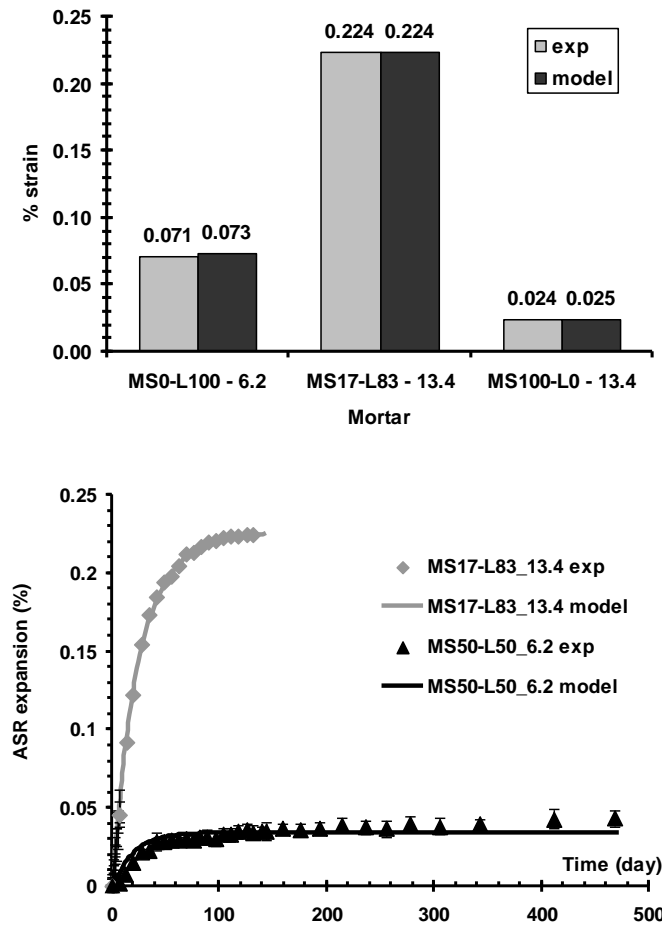 0.224 0.224
0.25
exp
model
0.20
0.15
% strain
0.10
0.071 0.073
0.05
0.024 0.025
0.00
MS0-L100 - 6.2 MS17-L83 - 13.4 MS100-L0 - 13.4
Mortar
0.25
0.2
MS17-L83_13.4 exp
MS17-L83_13.4 model
0.15
MS50-L50_6.2 exp
MS50-L50_6.2 model
ASR expansion (%)
0.1
0.05
Time (day)
0
0 100 200 300 400 500